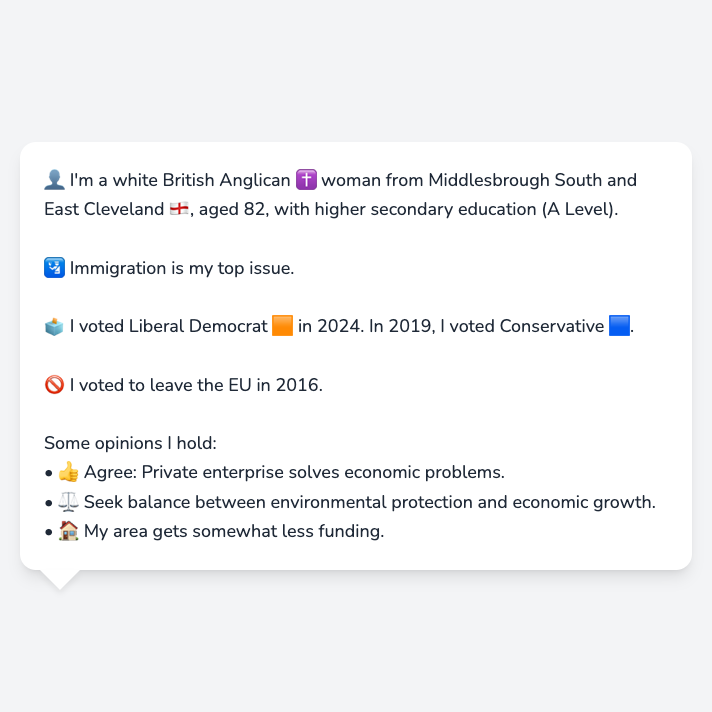 👤 I'm a white British Anglican ✝️ woman from Middlesbrough South and
East Cleveland 🏴󠁧󠁢󠁥󠁮󠁧󠁿, aged 82, with higher secondary education (A Level).
🛂 Immigration is my top issue.
🗳️ I voted Liberal Democrat 🟧 in 2024. In 2019, I voted Conservative 🟦.
🚫 I voted to leave the EU in 2016.
Some opinions I hold:
• 👍 Agree: Private enterprise solves economic problems.
• ⚖️ Seek balance between environmental protection and economic growth.
• 🏠 My area gets somewhat less funding.